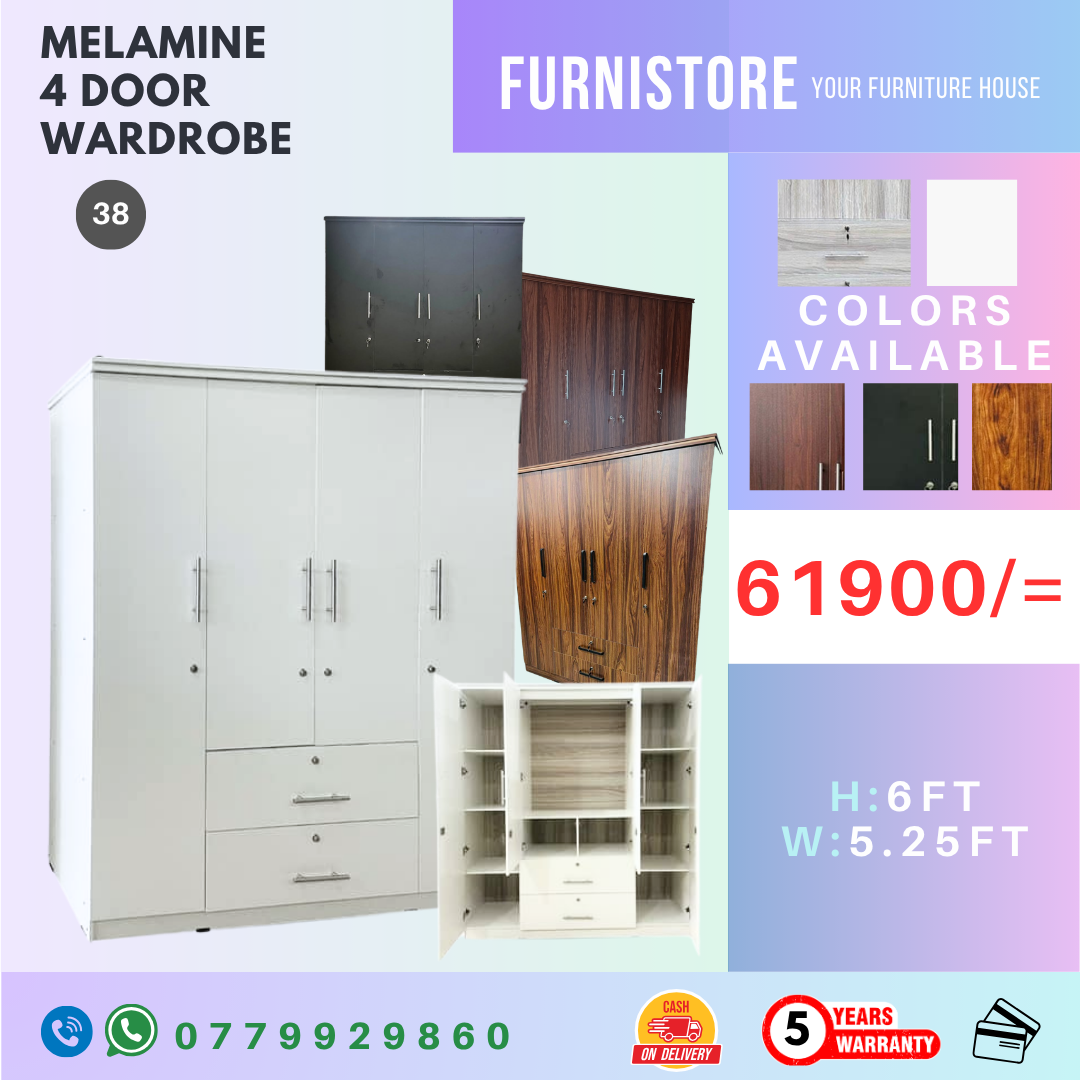 MELAMINE
4 DOOR
WARDROBE
38
FURNISTORE YOUR FURNITURE HOUSE
COLORS
AVAILABLE
61900/=
H:6FT
W:5.25FT
0779929860
CASH
ON DELIVERY
5 YEARS
WARRANTY